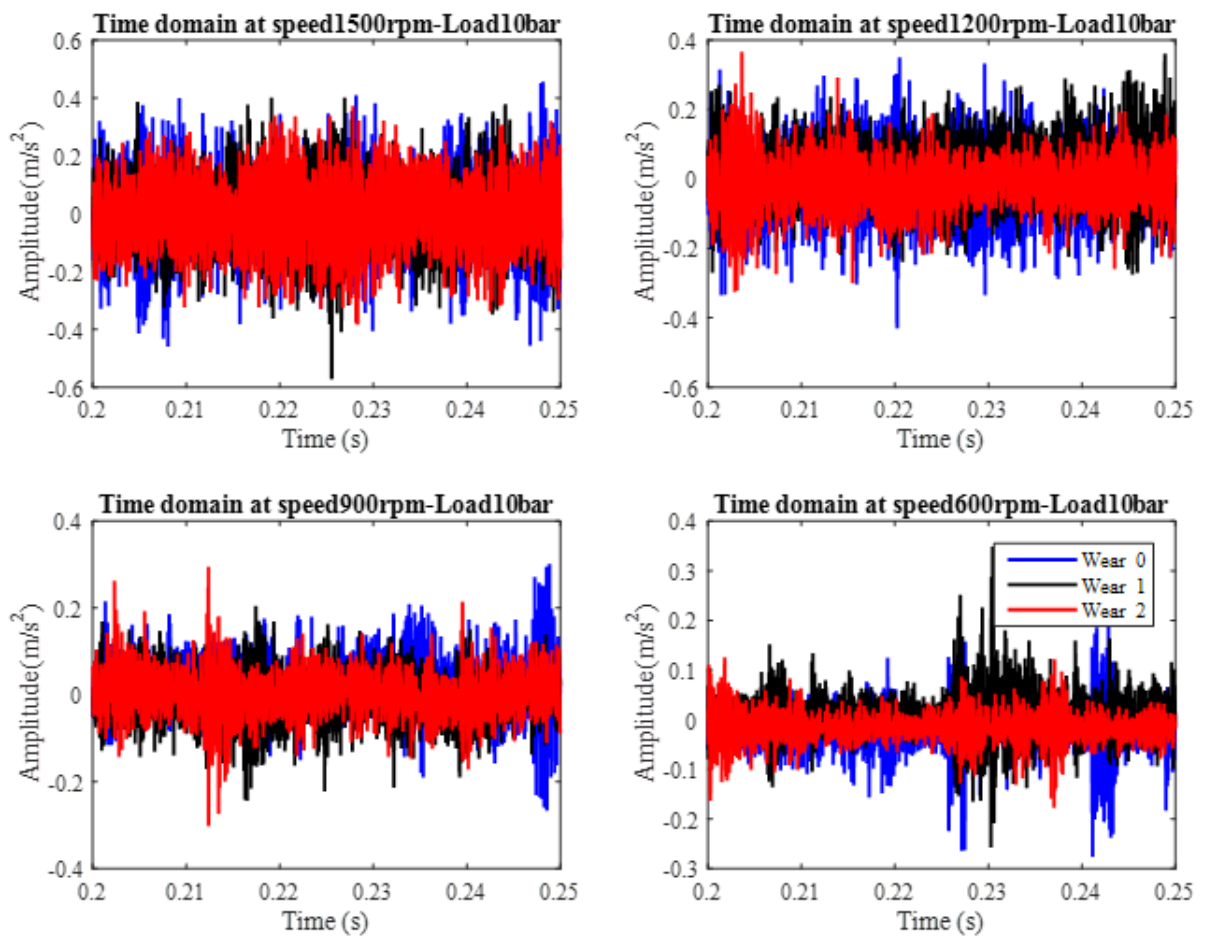 Time domain at speed1500rpm-Load10bar
0.6
0.4
0.2
0
-0.2
-0.4
-0.6
Amplitude(m/s²)
0.2 0.21 0.22 0.23 0.24 0.25
Time (s)
Time domain at speed1200rpm-Load10bar
0.4
0.2
0
-0.2
-0.4
-0.6
Amplitude(m/s²)
0.2 0.21 0.22 0.23 0.24 0.25
Time (s)
Time domain at speed900rpm-Load10bar
0.4
0.2
0
-0.2
-0.4
Amplitude(m/s²)
0.2 0.21 0.22 0.23 0.24 0.25
Time (s)
Time domain at speed600rpm-Load10bar
0.4
0.3
0.2
0.1
0
-0.1
-0.2
-0.3
Amplitude(m/s²)
Wear 0
Wear 1
Wear 2
0.2 0.21 0.22 0.23 0.24 0.25
Time (s)